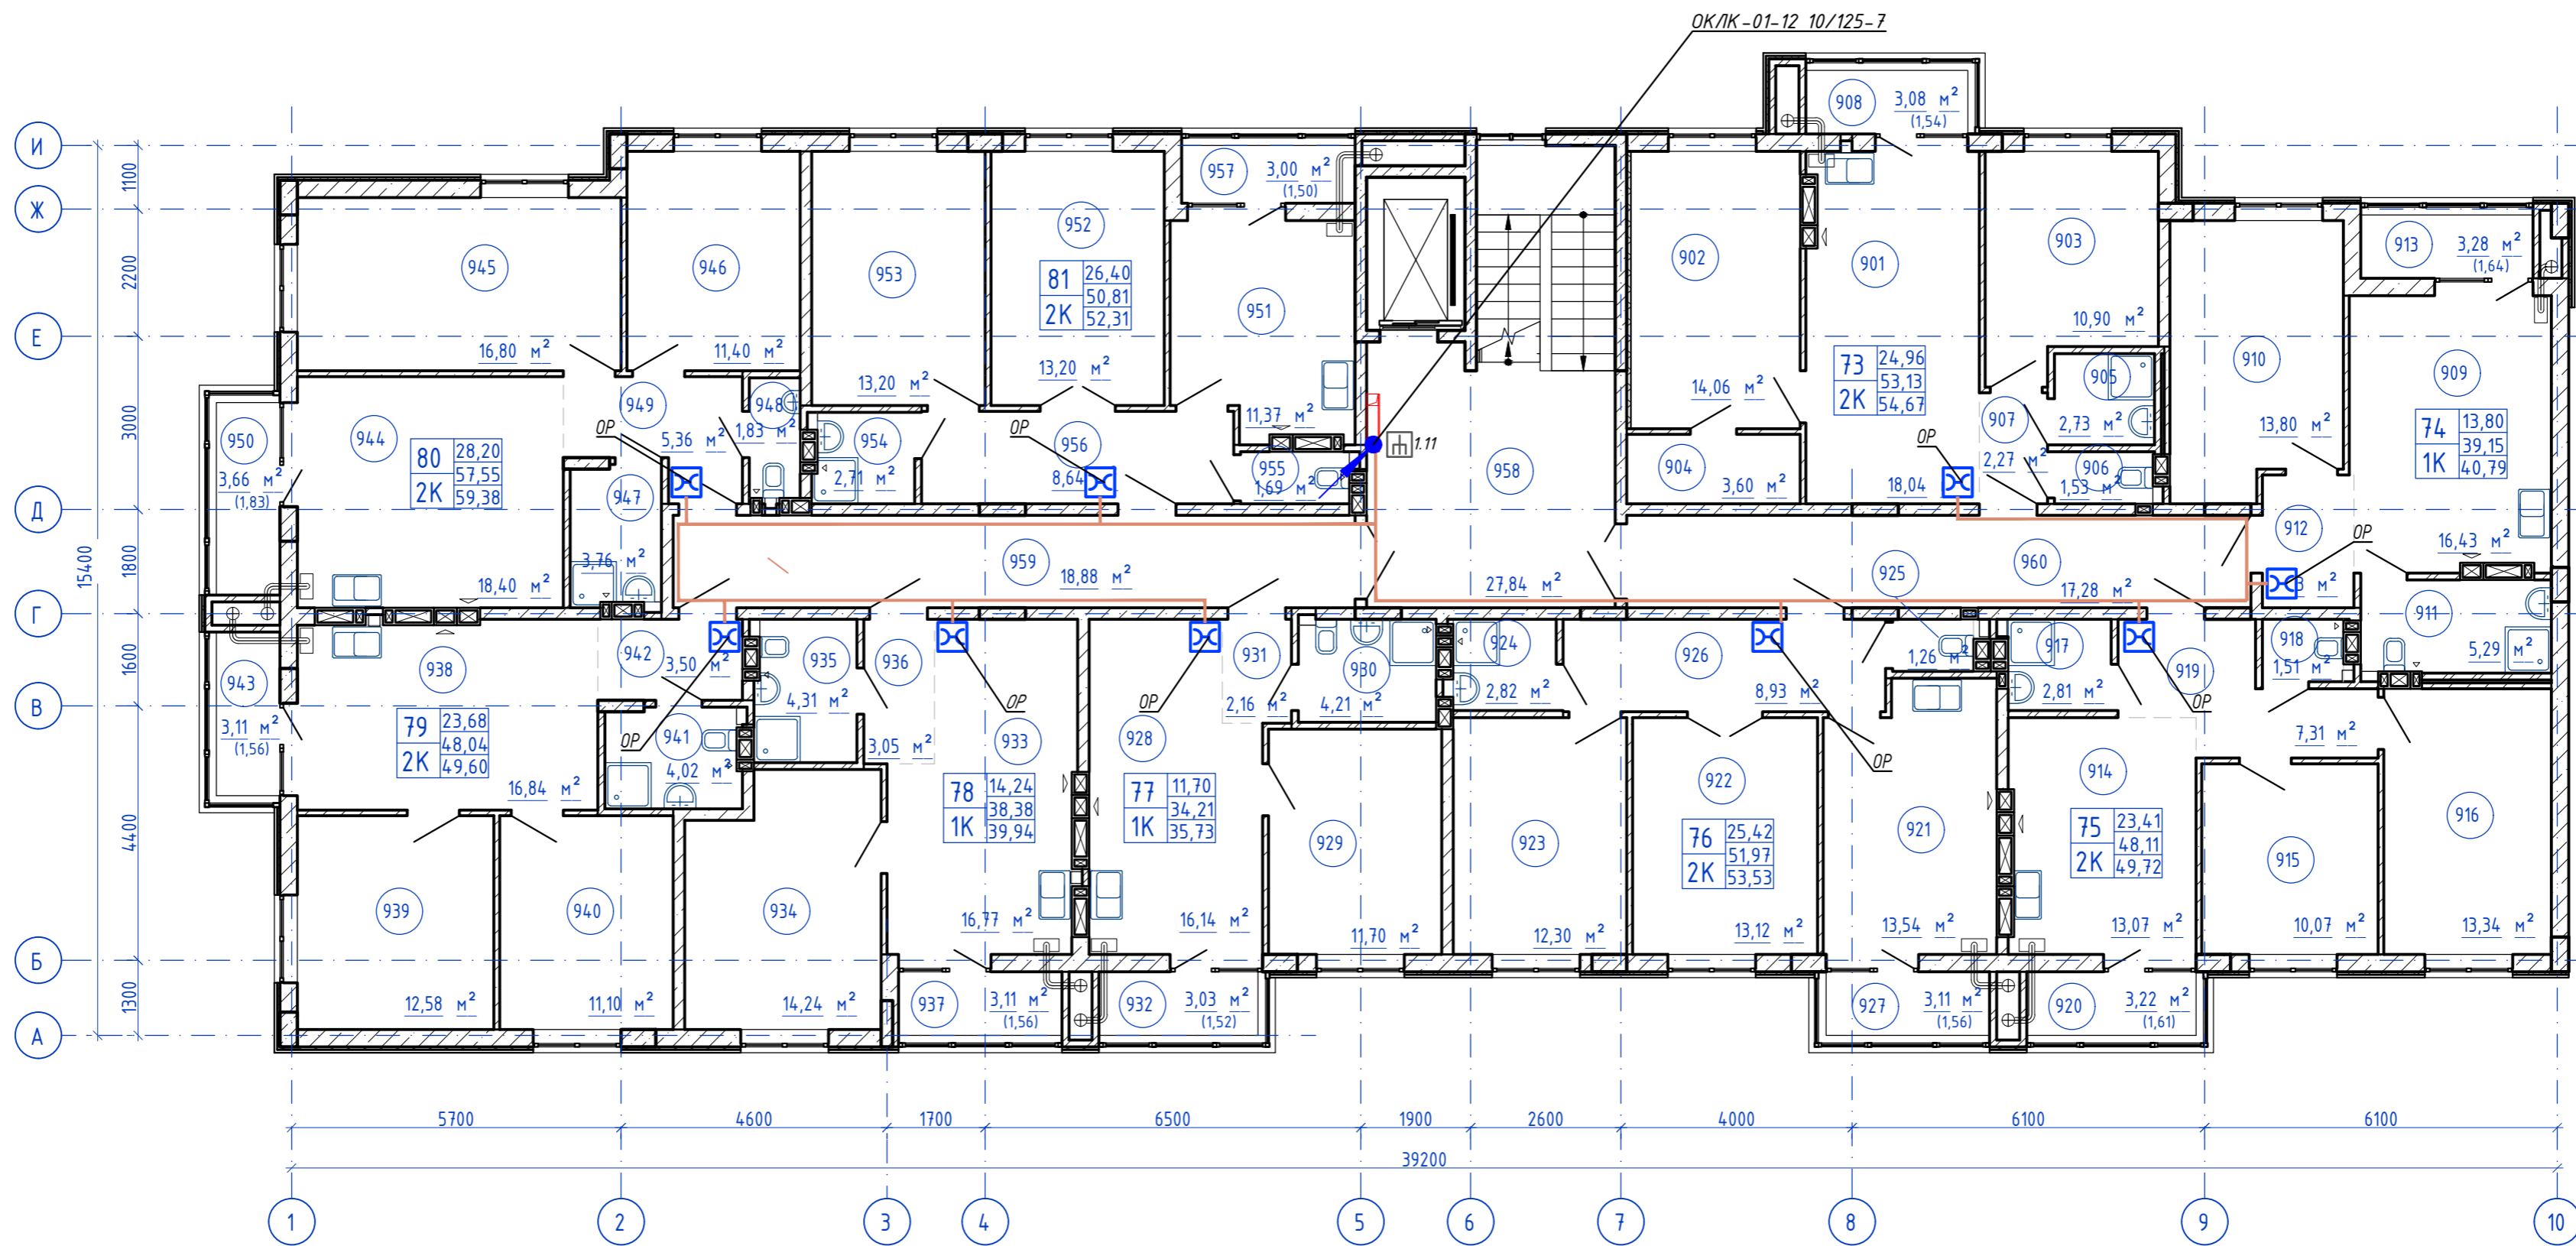 ОКЛК-01-12 10/125-7
И
Ж
Е
Д
Г
В
Б
А
1100
2200
3000
1800
1600
4400
1300
15400
908
3,08 м²
(1,54)
957
3,00 м²
(1,50)
945
16,80 м²
946
11,40 м²
953
13,20 м²
952
13,20 м²
81 26,40
50,81
2К 52,31
951
11,37 м²
902
14,06 м²
901
18,04
903
10,90 м²
73 24,96
53,13
2К 54,67
913
3,28 м²
(1,64)
910
13,80 м²
909
16,43 м²
74 13,80
39,15
1К 40,79
950
3,66 м²
(1,83)
944
18,40 м²
80 28,20
57,55
2К 59,38
949
5,36 м²
ОР
948
1,83 м²
947
3,76 м²
954
2,71 м²
956
8,64
ОР
955
1,69 м²
1.11
958
27,84 м²
904
3,60 м²
905
2,73 м²
907
2,27 м²
ОР
906
1,53 м²
912
ОР
м²
959
18,88 м²
925
1,26 м²
960
17,28 м²
911
5,29 м²
943
3,11 м²
(1,56)
938
16,84 м²
79 23,68
48,04
2К 49,60
942
3,50 м²
ОР
941
4,02 м²
935
4,31 м²
936
3,05 м²
ОР
933
16,77 м²
78 14,24
38,38
1К 39,94
ОР
928
16,14 м²
77 11,70
34,21
1К 35,73
931
2,16 м²
930
4,21 м²
924
2,82 м²
926
8,93 м²
ОР
917
2,81 м²
919
7,31 м²
ОР
918
1,51 м²
939
12,58 м²
940
11,10 м²
934
14,24 м²
929
11,70 м²
923
12,30 м²
922
13,12 м²
76 25,42
51,97
2К 53,53
921
13,54 м²
914
13,07 м²
75 23,41
48,11
2К 49,72
915
10,07 м²
916
13,34 м²
937
3,11 м²
(1,56)
932
3,03 м²
(1,52)
927
3,11 м²
(1,56)
920
3,22 м²
(1,61)
5700 4600 1700 6500 1900 2600 4000 6100 6100
39200
1 2 3 4 5 6 7 8 9 10